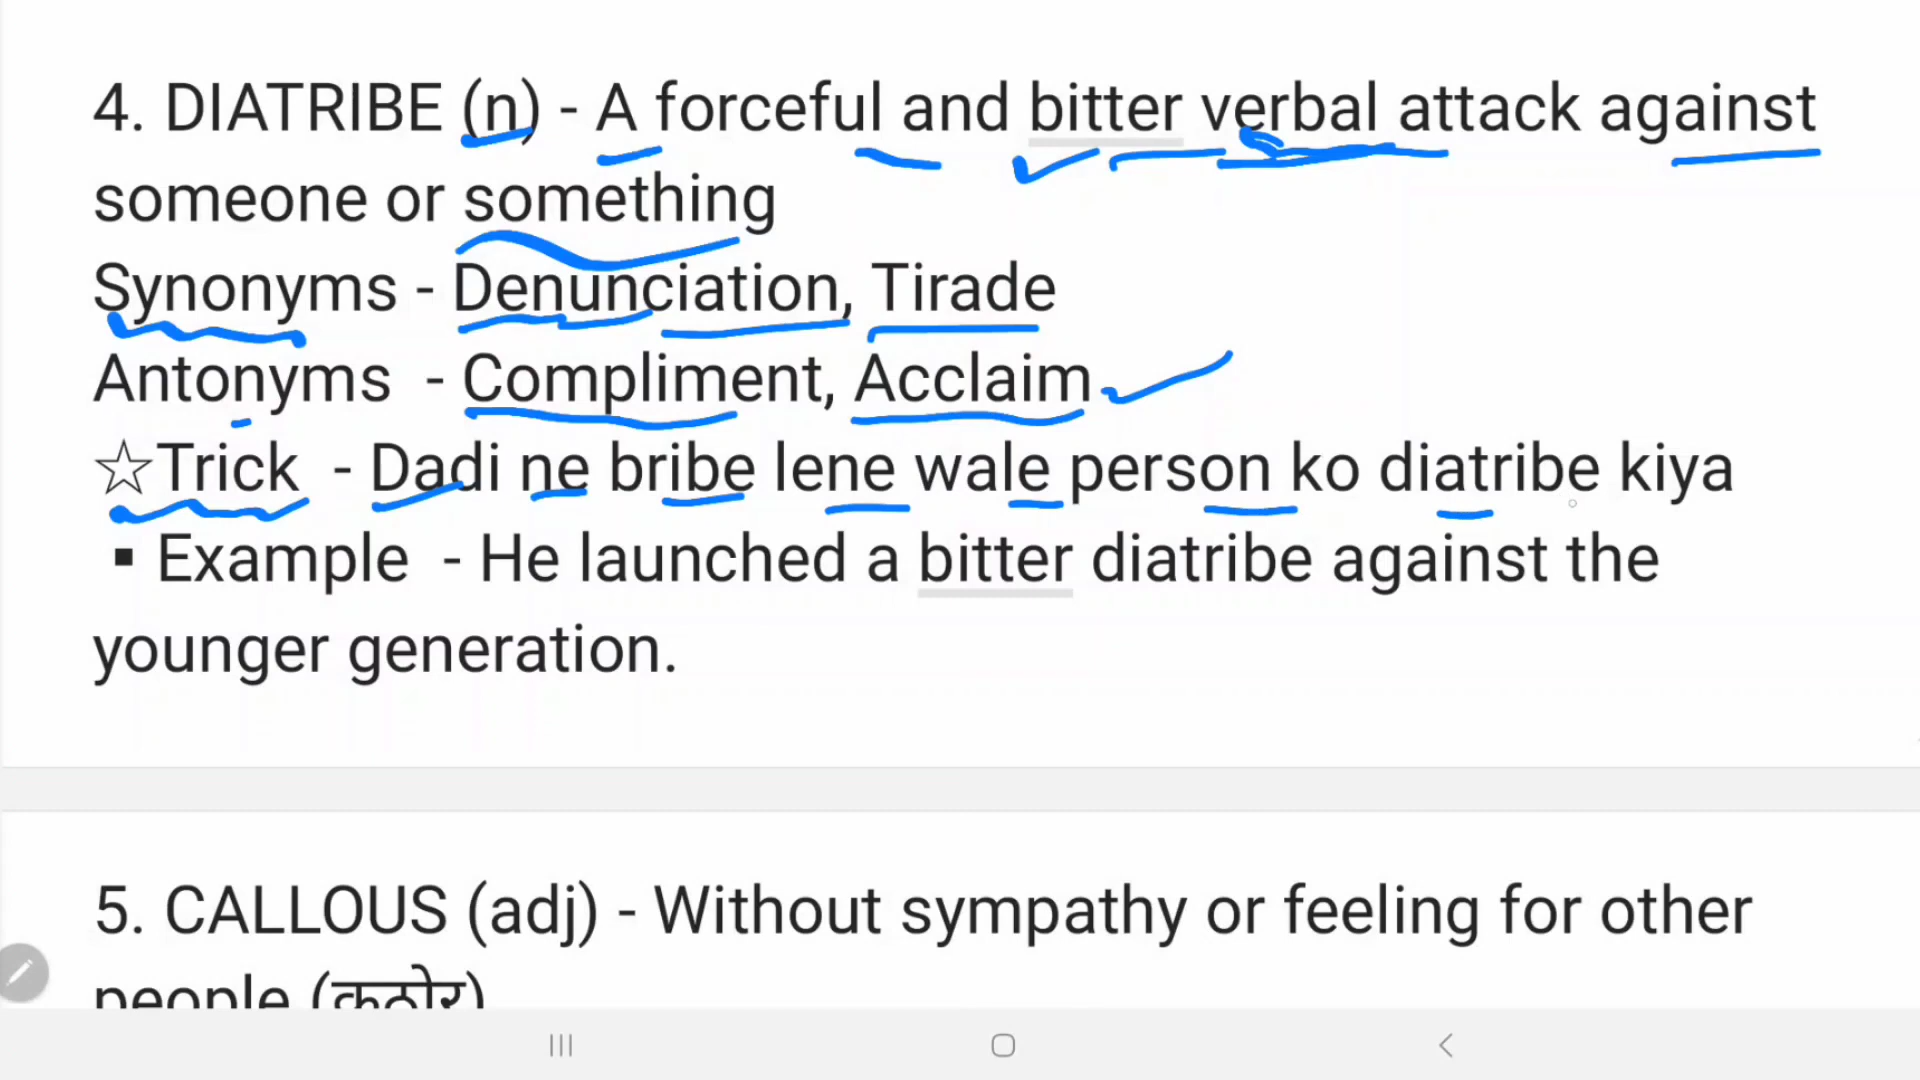 4. DIATRIBE (n) - A forceful and bitter verbal attack against
someone or something
Synonyms - Denunciation, Tirade
Antonyms - Compliment, Acclaim
☆Trick - Dadi ne bribe lene wale person ko diatribe kiya
▪ Example - He launched a bitter diatribe against the
younger generation.
5. CALLOUS (adj) - Without sympathy or feeling for other
people (कठोर)